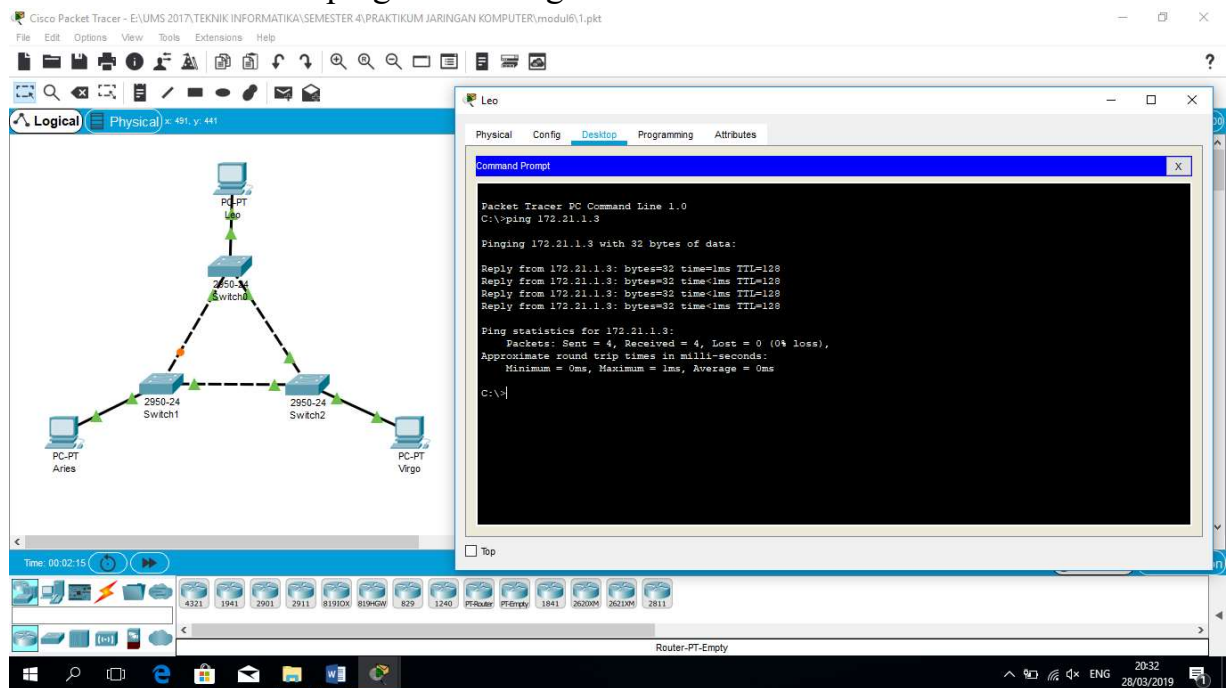 Cisco Packet Tracer - E:\UMS 2017\TEKNIK INFORMATIKA\SEMESTER 4\PRAKTIKUM JARINGAN KOMPUTER\modul6\1.pkt
File Edit Options View Tools Extensions Help
?
Logical Physical x: 491, y: 441
Leo
Physical Config Desktop Programming Attributes
Command Prompt X
Packet Tracer PC Command Line 1.0
C:\>ping 172.21.1.3
Pinging 172.21.1.3 with 32 bytes of data:
Reply from 172.21.1.3: bytes=32 time=1ms TTL=128
Reply from 172.21.1.3: bytes=32 time<1ms TTL=128
Reply from 172.21.1.3: bytes=32 time<1ms TTL=128
Reply from 172.21.1.3: bytes=32 time<1ms TTL=128
Ping statistics for 172.21.1.3:
Packets: Sent = 4, Received = 4, Lost = 0 (0% loss),
Approximate round trip times in milli-seconds:
Minimum = 0ms, Maximum = 1ms, Average = 0ms
C:\>
Top
PC-PT
Leo
2950-24
Switch0
2950-24
Switch1
2950-24
Switch2
PC-PT
Aries
PC-PT
Virgo
Time: 00:02:15
4321 1941 2901 2911 819IOX 819HGW 829 1240 PT-Router PT-Empty 1841 2620XM 2621XM 2811
Router-PT-Empty
ENG
20:32
28/03/2019